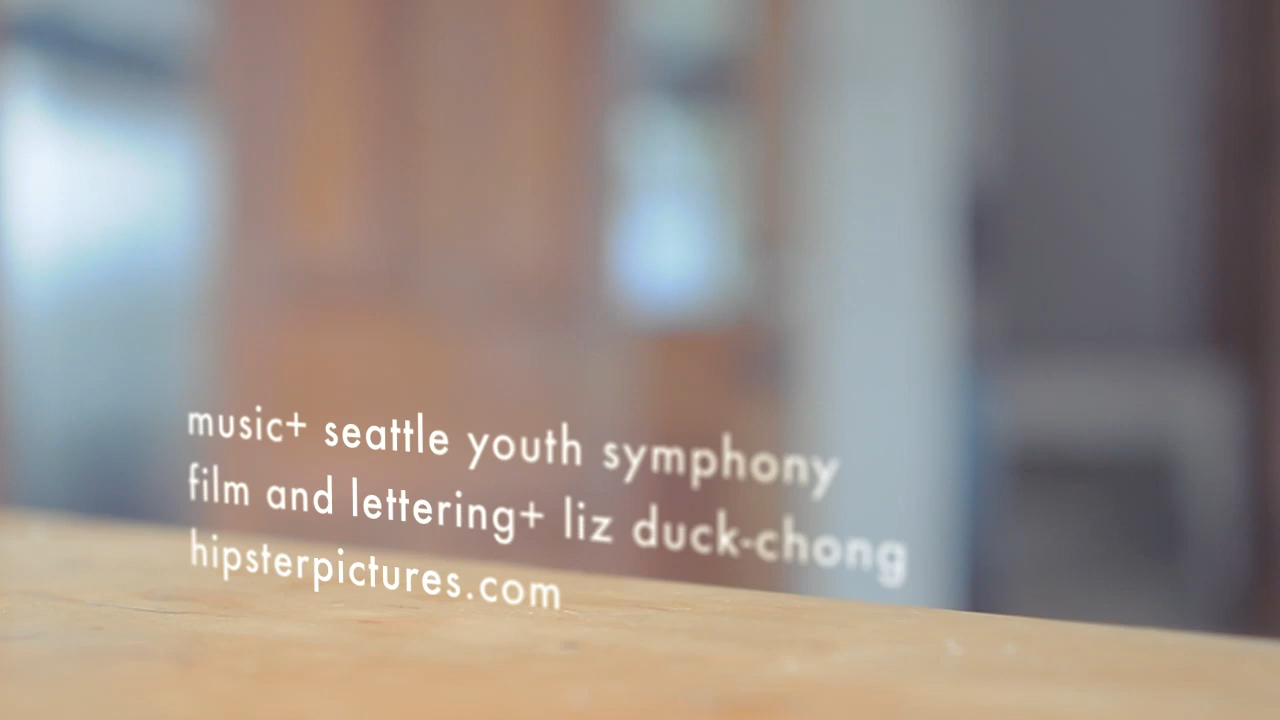 music+ seattle youth symphony
film and lettering+ liz duck-chong
hipsterpictures.com